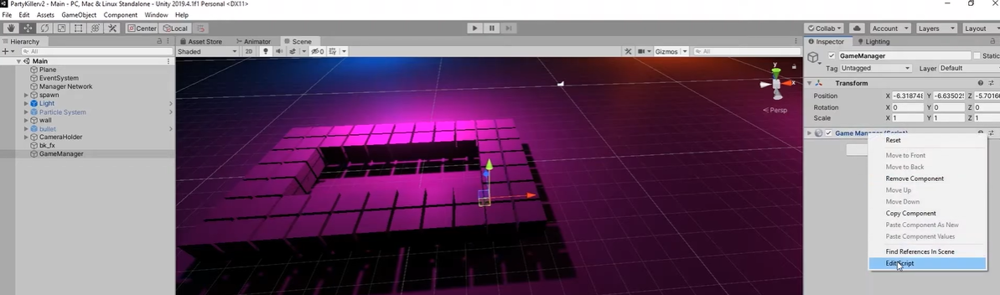 PartyKillerv2 - Main - PC, Mac & Linux Standalone - Unity 2019.4.1f1 Personal <DX11>
File Edit Assets GameObject Component Window Help
Center Local Collab Account Layers Layout
Hierarchy Asset Store Animator Scene Inspector Lighting
All Shaded 2D 0 Gizmos All GameManager Static
Main
Plane
EventSystem
Manager Network
spawn
Light
Particle System
wall
bullet
CameraHolder
bk_fx
GameManager
y
x
Persp
Tag Untagged Layer Default
Transform
Position X -6.318748 Y -6.63502 Z -5.7016
Rotation X 0 Y 0 Z 0
Scale X 1 Y 1 Z 1
Game Manager (Script)
Reset
Move to Front
Move to Back
Remove Component
Move Up
Move Down
Copy Component
Paste Component As New
Paste Component Values
Find References In Scene
Edit Script